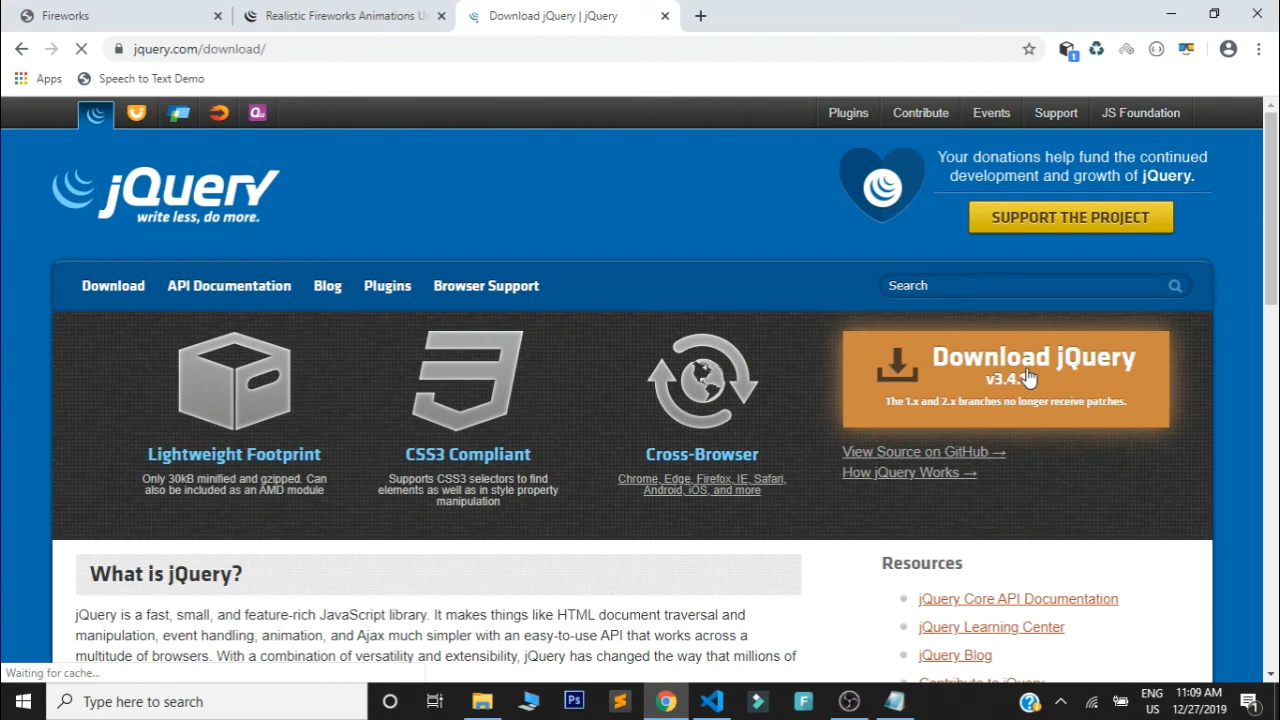 Fireworks
Realistic Fireworks Animations Us
Download jQuery | jQuery
jquery.com/download/
1
Apps
Speech to Text Demo
Qu
Plugins
Contribute
Events
Support
JS Foundation
jQuery
write less, do more.
Your donations help fund the continued
development and growth of jQuery.
SUPPORT THE PROJECT
Download
API Documentation
Blog
Plugins
Browser Support
Search
Lightweight Footprint
Only 30kB minified and gzipped. Can
also be included as an AMD module
CSS3 Compliant
Supports CSS3 selectors to find
elements as well as in style property
manipulation
Cross-Browser
Chrome, Edge, Firefox, IE, Safari,
Android, iOS, and more
Download jQuery
v3.4.
The 1.x and 2.x branches no longer receive patches.
View Source on GitHub →
How jQuery Works →
What is jQuery?
jQuery is a fast, small, and feature-rich JavaScript library. It makes things like HTML document traversal and
manipulation, event handling, animation, and Ajax much simpler with an easy-to-use API that works across a
multitude of browsers. With a combination of versatility and extensibility, jQuery has changed the way that millions of
Resources
jQuery Core API Documentation
jQuery Learning Center
jQuery Blog
Contribute to jQuery
Waiting for cache...
Type here to search
Ps
F
ENG
US
11:09 AM
12/27/2019
1